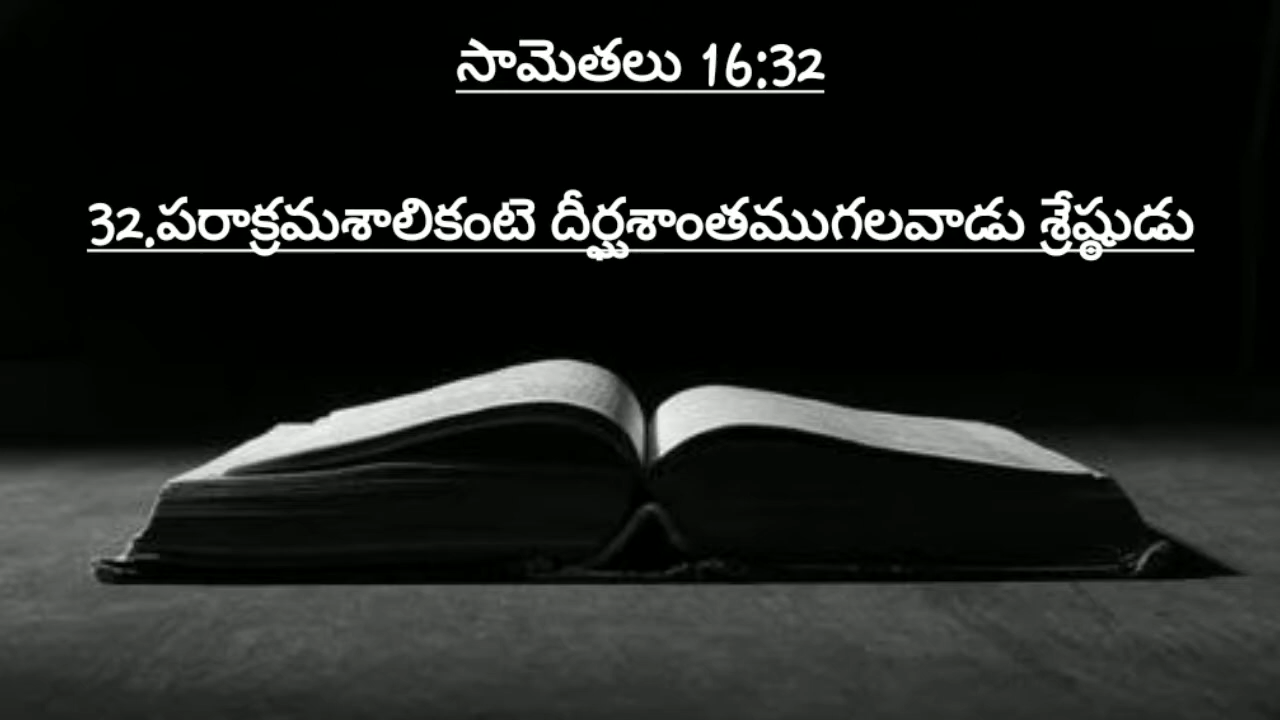 సామెతలు 16:32
32.పరాక్రమశాలికంటె దీర్ఘశాంతముగలవాడు శ్రేష్ఠుడు